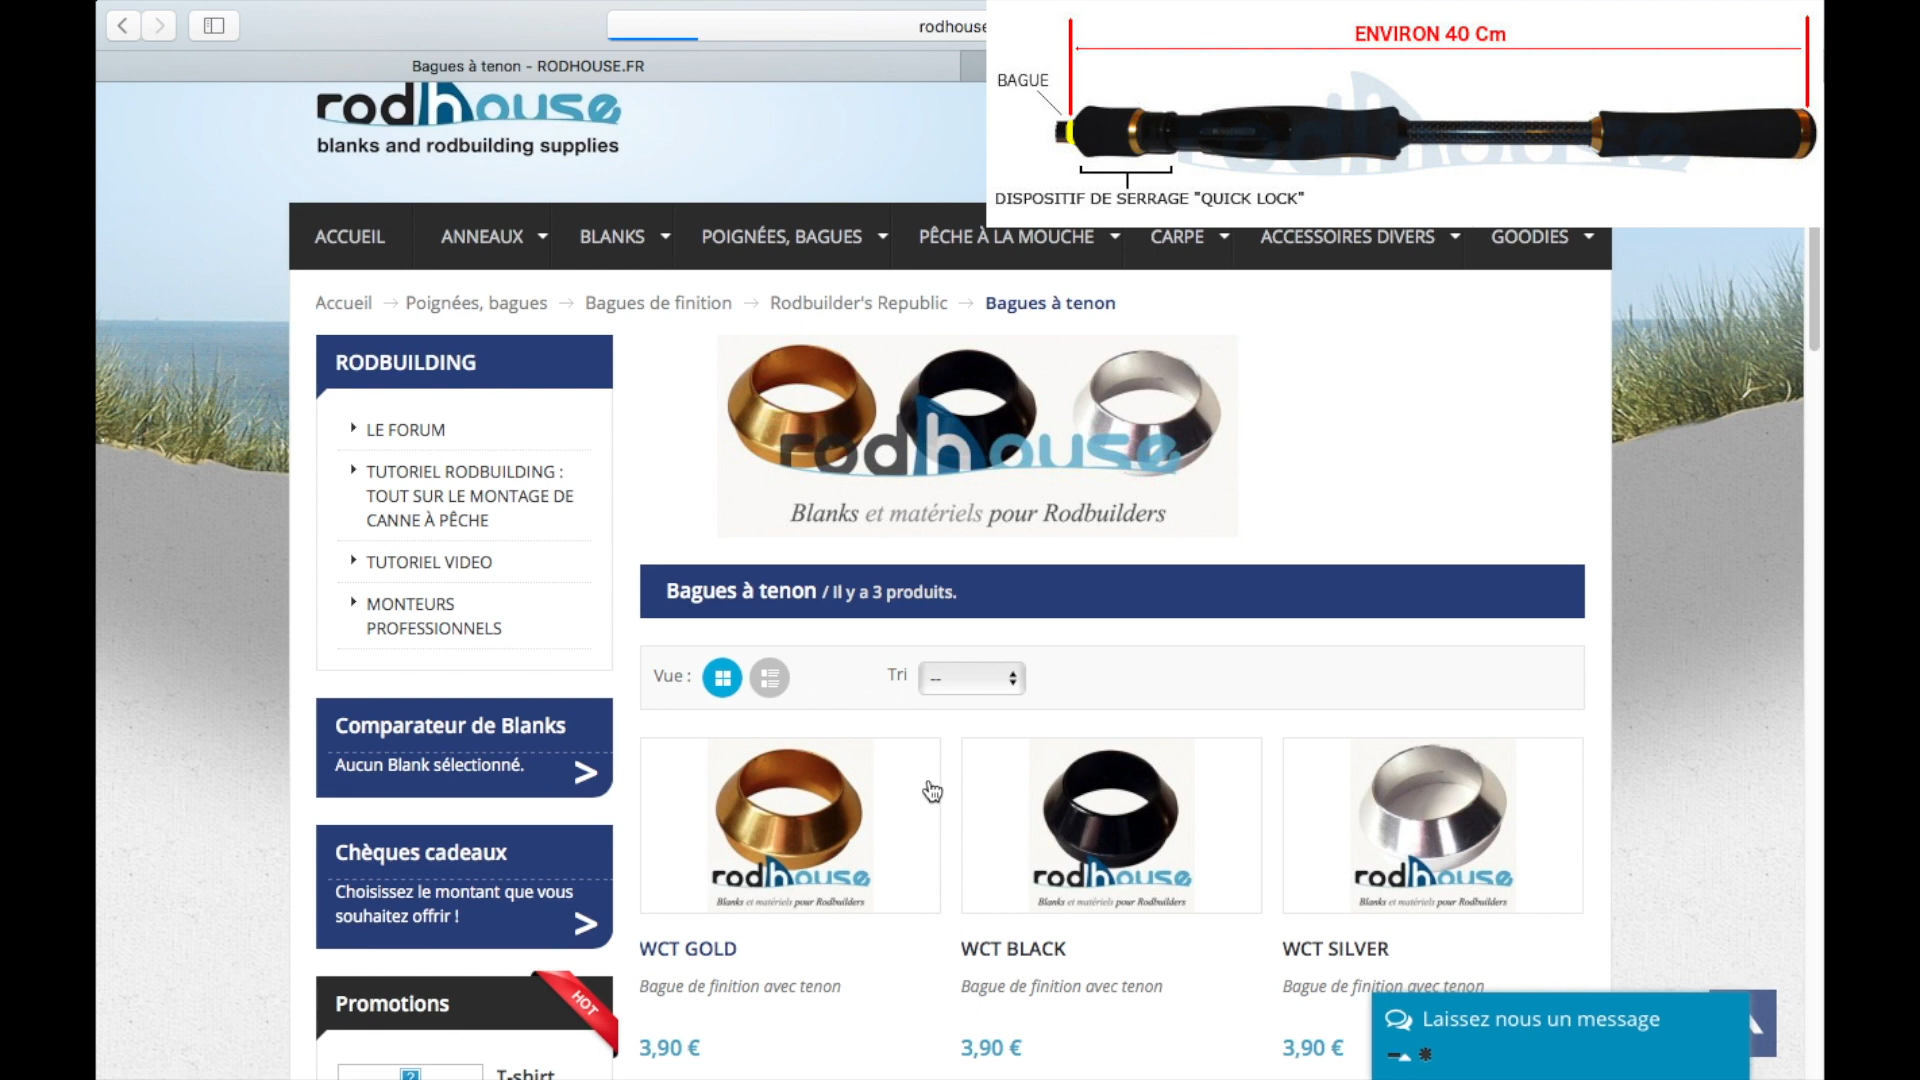 rodhouse
Bagues à tenon - RODHOUSE.FR
ENVIRON 40 Cm
BAGUE
rodhouse
DISPOSITIF DE SERRAGE "QUICK LOCK"
rodhouse
blanks and rodbuilding supplies
ACCUEIL ANNEAUX BLANKS POIGNÉES, BAGUES PÊCHE À LA MOUCHE CARPE ACCESSOIRES DIVERS GOODIES
Accueil → Poignées, bagues → Bagues de finition → Rodbuilder's Republic → Bagues à tenon
RODBUILDING
LE FORUM
TUTORIEL RODBUILDING :
TOUT SUR LE MONTAGE DE
CANNE À PÊCHE
TUTORIEL VIDEO
MONTEURS
PROFESSIONNELS
Comparateur de Blanks
Aucun Blank sélectionné.
>
Chèques cadeaux
Choisissez le montant que vous
souhaitez offrir !
>
Promotions
HOT
T-shirt
rodhouse
Blanks et matériels pour Rodbuilders
Bagues à tenon / Il y a 3 produits.
Vue :
Tri
--
rodhouse
Blanks et matériels pour Rodbuilders
WCT GOLD
Bague de finition avec tenon
3,90 €
rodhouse
Blanks et matériels pour Rodbuilders
WCT BLACK
Bague de finition avec tenon
3,90 €
rodhouse
Blanks et matériels pour Rodbuilders
WCT SILVER
Bague de finition avec tenon
3,90 €
Laissez nous un message